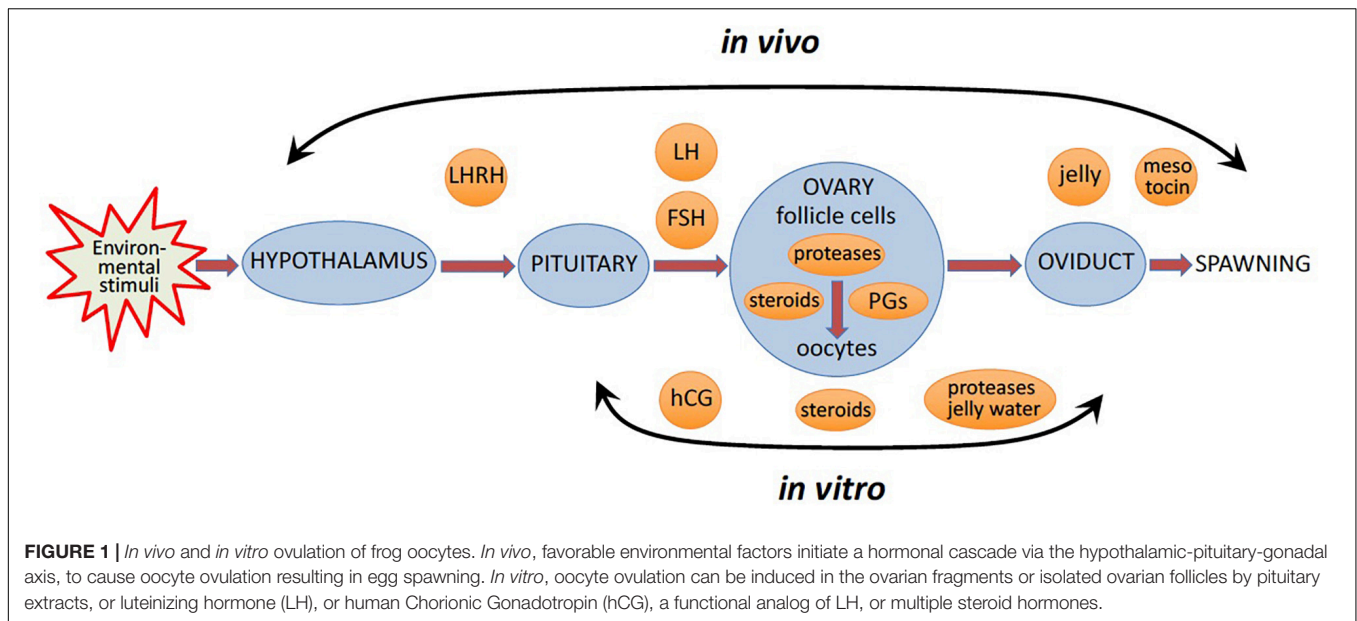 in vivo
LHRH
LH
FSH
jelly
meso
tocin
Environ-
mental
stimuli
HYPOTHALAMUS
PITUITARY
OVARY
follicle cells
proteases
steroids
PGs
oocytes
OVIDUCT
SPAWNING
hCG
steroids
proteases
jelly water
in vitro
FIGURE 1 | In vivo and in vitro ovulation of frog oocytes. In vivo, favorable environmental factors initiate a hormonal cascade via the hypothalamic-pituitary-gonadal
axis, to cause oocyte ovulation resulting in egg spawning. In vitro, oocyte ovulation can be induced in the ovarian fragments or isolated ovarian follicles by pituitary
extracts, or luteinizing hormone (LH), or human Chorionic Gonadotropin (hCG), a functional analog of LH, or multiple steroid hormones.